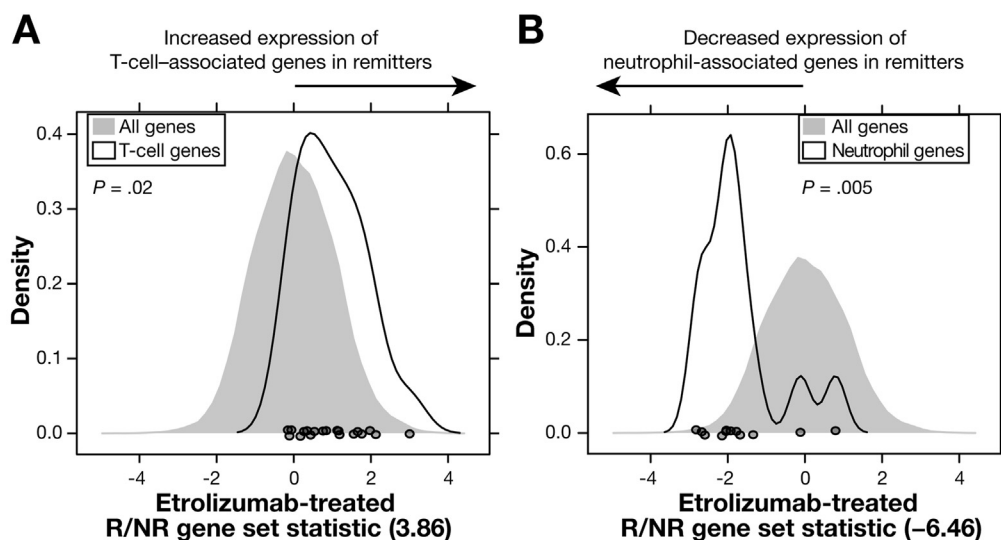 A
Increased expression of
T-cell–associated genes in remitters
All genes
T-cell genes
P = .02
Density
0.4
0.3
0.2
0.1
0.0
-4
-2
0
2
4
Etrolizumab-treated
R/NR gene set statistic (3.86)
B
Decreased expression of
neutrophil-associated genes in remitters
All genes
Neutrophil genes
P = .005
Density
0.6
0.4
0.2
0.0
-4
-2
0
2
4
Etrolizumab-treated
R/NR gene set statistic (−6.46)